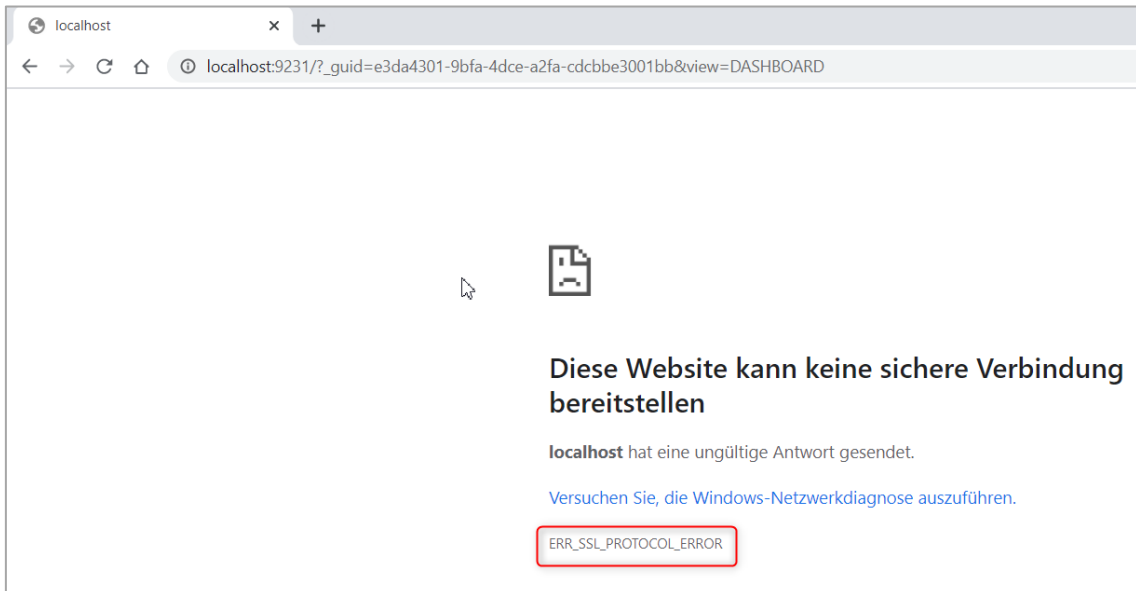 localhost
localhost:9231/?_guid=e3da4301-9bfa-4dce-a2fa-cdcbbe3001bb&view=DASHBOARD
Diese Website kann keine sichere Verbindung
bereitstellen
localhost hat eine ungültige Antwort gesendet.
Versuchen Sie, die Windows-Netzwerkdiagnose auszuführen.
ERR_SSL_PROTOCOL_ERROR